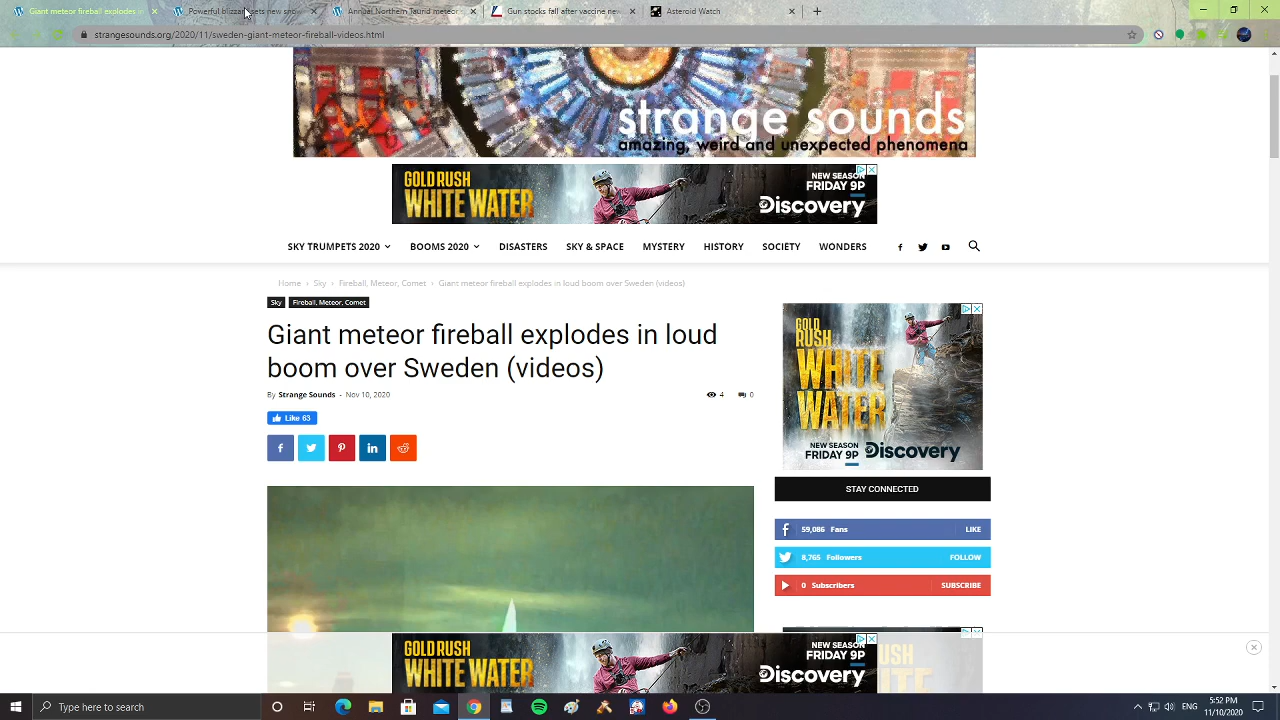 Giant meteor fireball explodes in
Powerful blizzard sets new sno
Annual Northern Taurid meteor
Gun stocks fall after vaccine new
Asteroid Watch
strangesounds.org/2020/11/sweden-giant-meteor-fireball-videos.html
strange sounds
amazing, weird and unexpected phenomena
GOLD RUSH
WHITE WATER
NEW SEASON
FRIDAY 9P
Discovery
SKY TRUMPETS 2020
BOOMS 2020
DISASTERS
SKY & SPACE
MYSTERY
HISTORY
SOCIETY
WONDERS
Home › Sky › Fireball, Meteor, Comet › Giant meteor fireball explodes in loud boom over Sweden (videos)
Sky
Fireball, Meteor, Comet
Giant meteor fireball explodes in loud
boom over Sweden (videos)
By Strange Sounds - Nov 10, 2020
4
0
Like 63
GOLD
RUSH
WHITE
WATER
NEW SEASON
FRIDAY 9P
Discovery
STAY CONNECTED
59,086 Fans
LIKE
8,765 Followers
FOLLOW
0 Subscribers
SUBSCRIBE
GOLD RUSH
WHITE WATER
NEW SEASON
FRIDAY 9P
Discovery
Type here to search
ENG
5:52 PM
11/10/2020